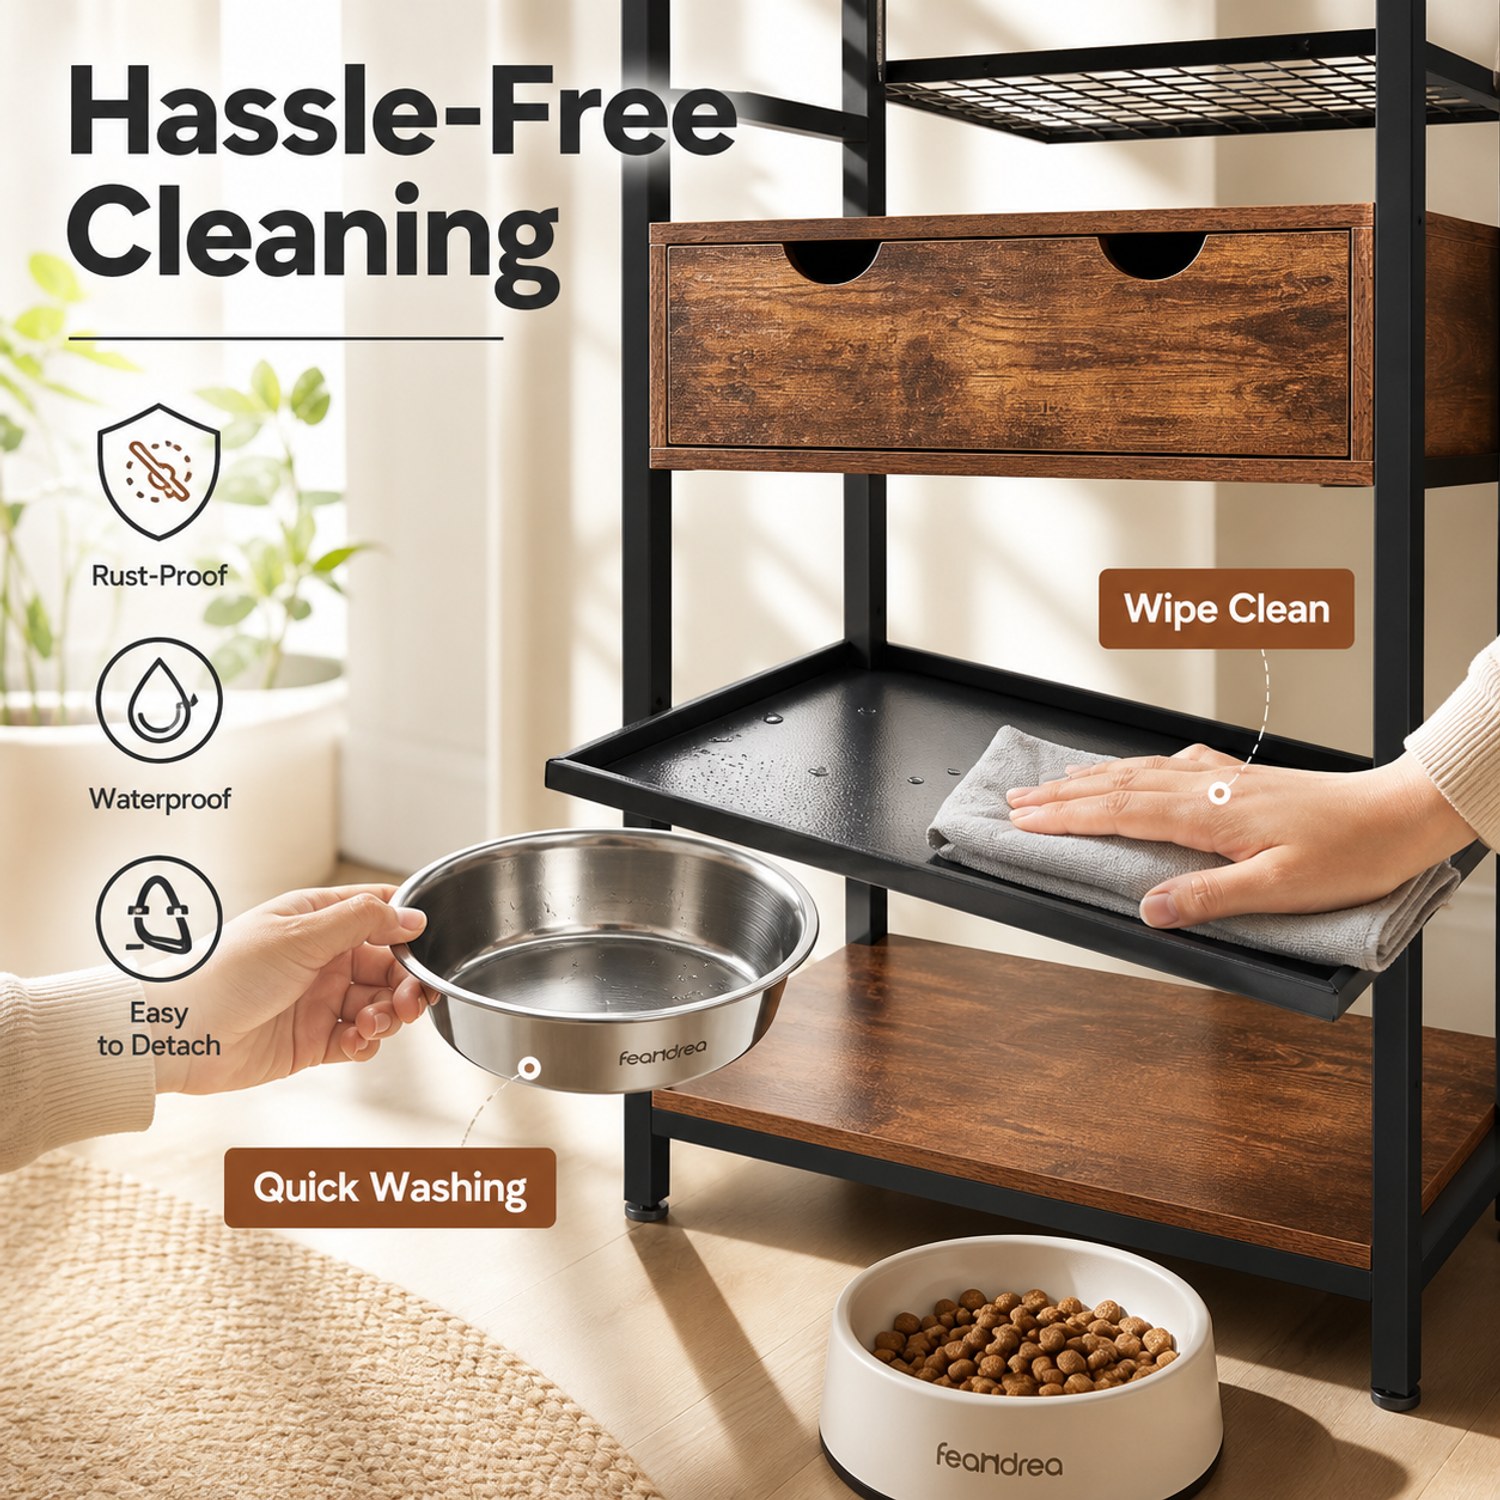 Hassle-Free
Cleaning
Rust-Proof
Waterproof
Easy
to Detach
Wipe Clean
Quick Washing
feandrea
feandrea